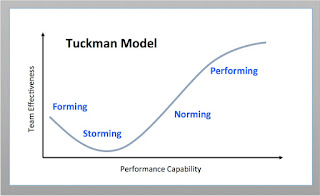 Tuckman Model
Team Effectiveness
Forming
Storming
Norming
Performing
Performance Capability